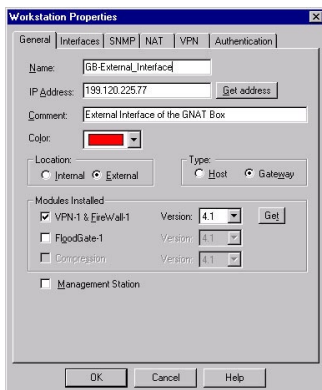 Workstation Properties
General Interfaces SNMP NAT VPN Authentication
Name: GB-External_Interface
IP Address: 199.120.225.77 Get address
Comment: External Interface of the GNAT Box
Color:
Location: Type:
Internal External Host Gateway
Modules Installed
VPN-1 & FireWall-1 Version: 4.1 Get
FloodGate-1 Version: 4.1
Compression Version: 4.1
Management Station
OK Cancel Help